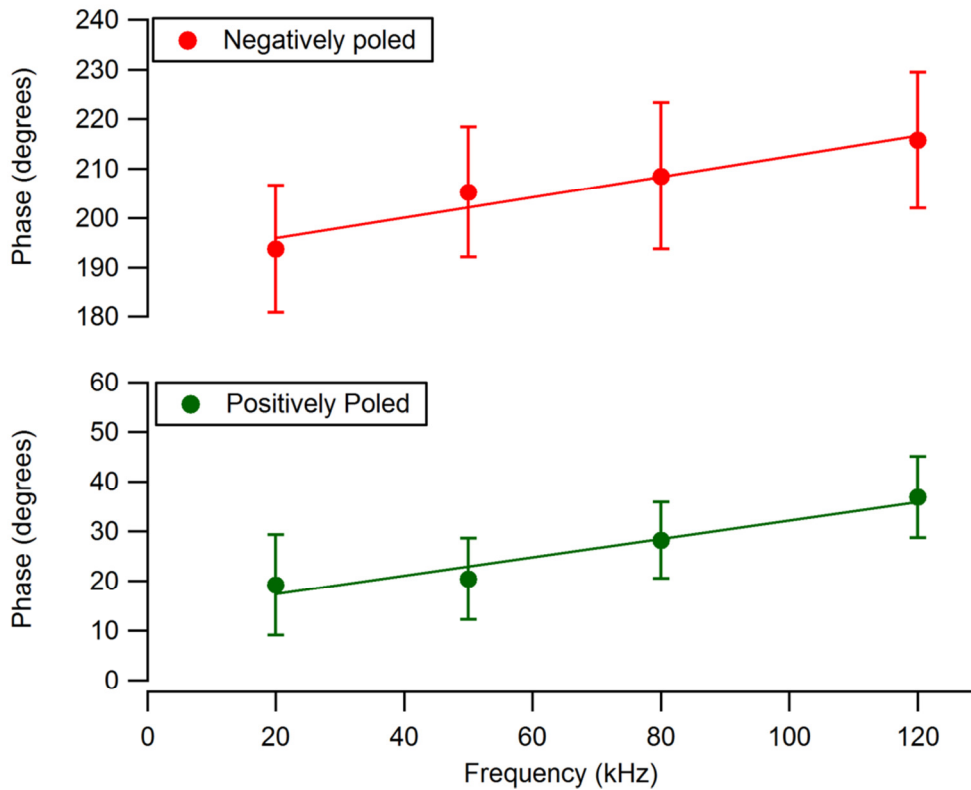 Negatively poled
Phase (degrees)
240
230
220
210
200
190
180
Positively Poled
Phase (degrees)
60
50
40
30
20
10
0
0 20 40 60 80 100 120
Frequency (kHz)